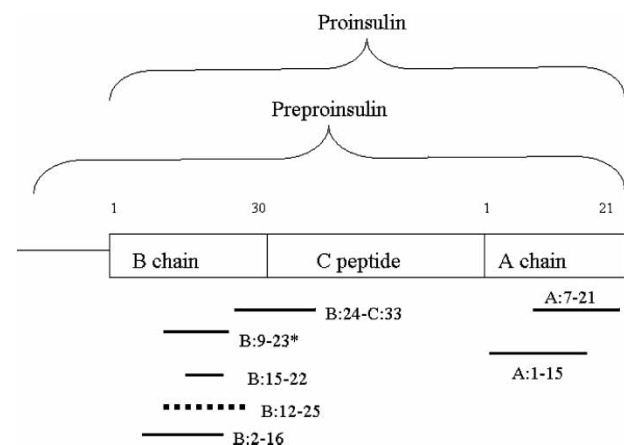 Proinsulin
Preproinsulin
1 30 1 21
B chain C peptide A chain
A:7-21
B:24-C:33
B:9-23*
A:1-15
B:15-22
B:12-25
B:2-16